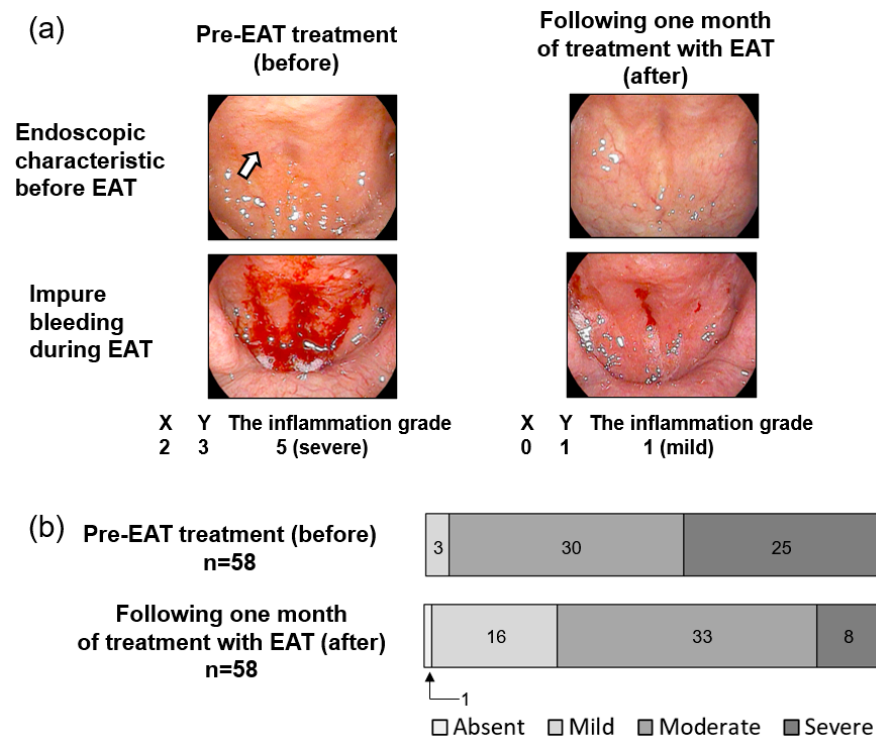 (a)
Pre-EAT treatment
(before)
Following one month
of treatment with EAT
(after)
Endoscopic
characteristic
before EAT
Impure
bleeding
during EAT
X Y The inflammation grade
2 3 5 (severe)
X Y The inflammation grade
0 1 1 (mild)
(b)
Pre-EAT treatment (before)
n=58
3 30 25
Following one month
of treatment with EAT (after)
n=58
16 33 8
1
Absent Mild Moderate Severe